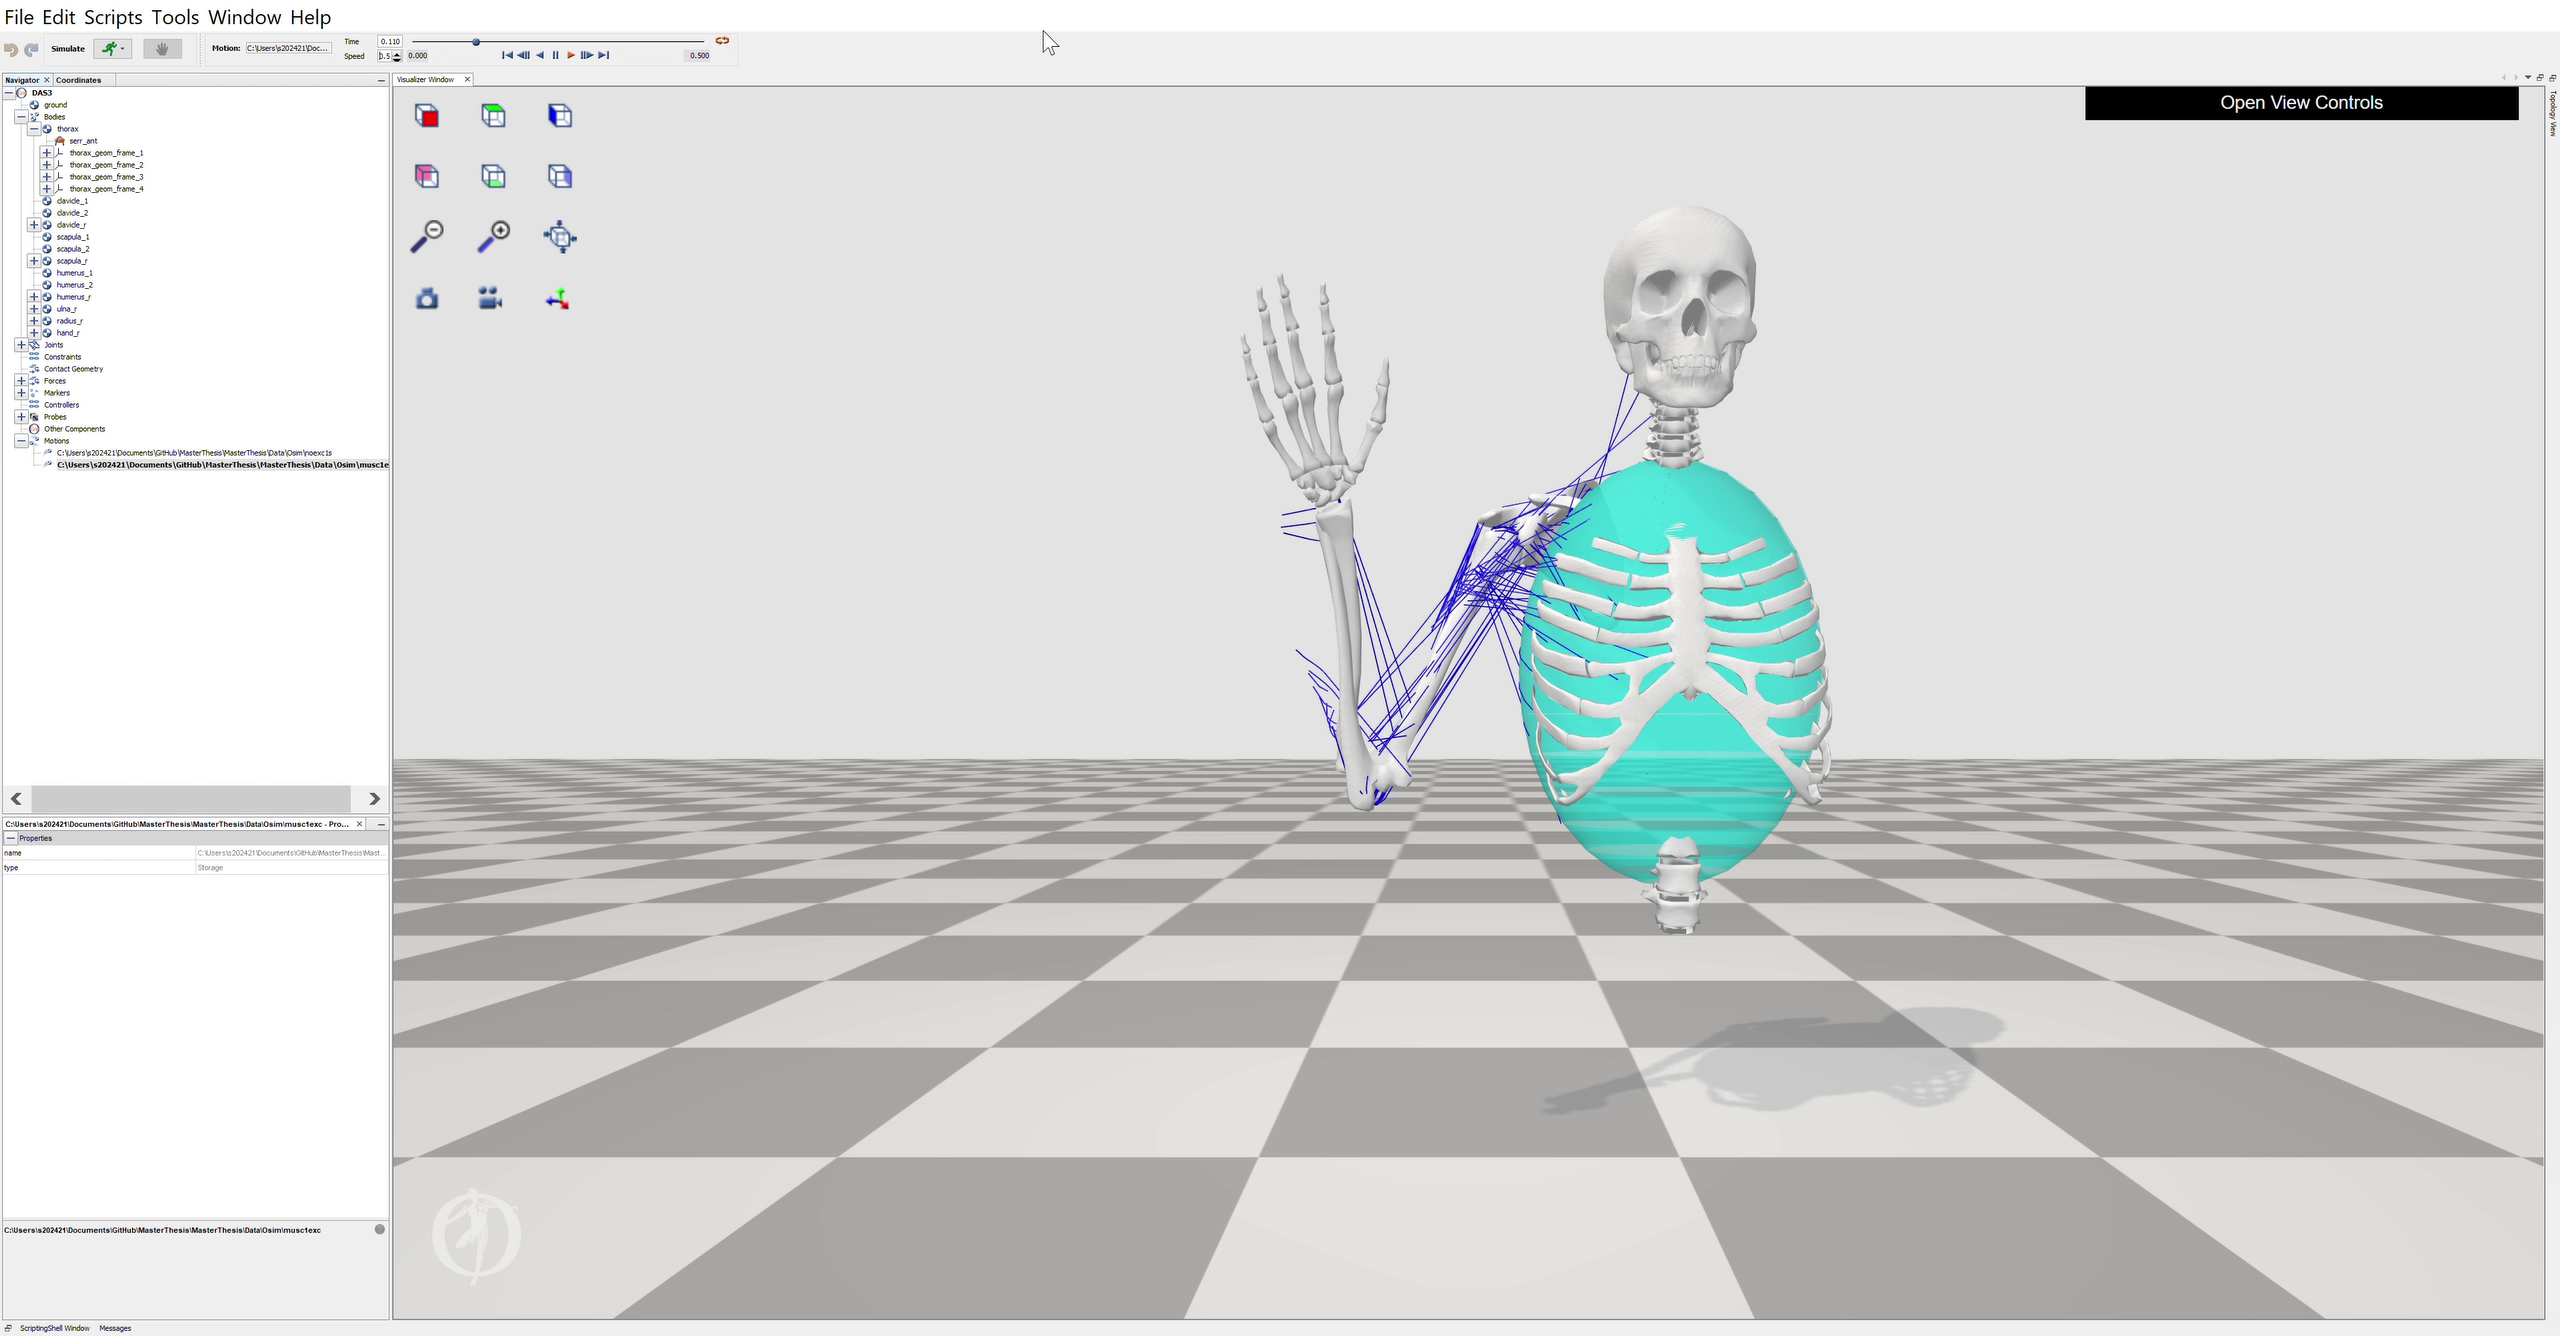 File Edit Scripts Tools Window Help
Simulate
Motion: C:\Users\s202421\Doc...
Time 0.110
Speed 0.5 0.000 0.500
Navigator Coordinates
Visualizer Window
Open View Controls
Topology View
DAS3
ground
Bodies
thorax
serr_ant
thorax_geom_frame_1
thorax_geom_frame_2
thorax_geom_frame_3
thorax_geom_frame_4
clavicle_1
clavicle_2
clavicle_r
scapula_1
scapula_2
scapula_r
humerus_1
humerus_2
humerus_r
ulna_r
radius_r
hand_r
Joints
Constraints
Contact Geometry
Forces
Markers
Controllers
Probes
Other Components
Motions
C:\Users\s202421\Documents\GitHub\MasterThesis\MasterThesis\Data\Osim\noexc1s
C:\Users\s202421\Documents\GitHub\MasterThesis\MasterThesis\Data\Osim\musc1e
C:\Users\s202421\Documents\GitHub\MasterThesis\MasterThesis\Data\Osim\musc1exc - Pro...
Properties
name C:\Users\s202421\Documents\GitHub\MasterThesis\Mast...
type Storage
C:\Users\s202421\Documents\GitHub\MasterThesis\MasterThesis\Data\Osim\musc1exc
ScriptingShell Window Messages